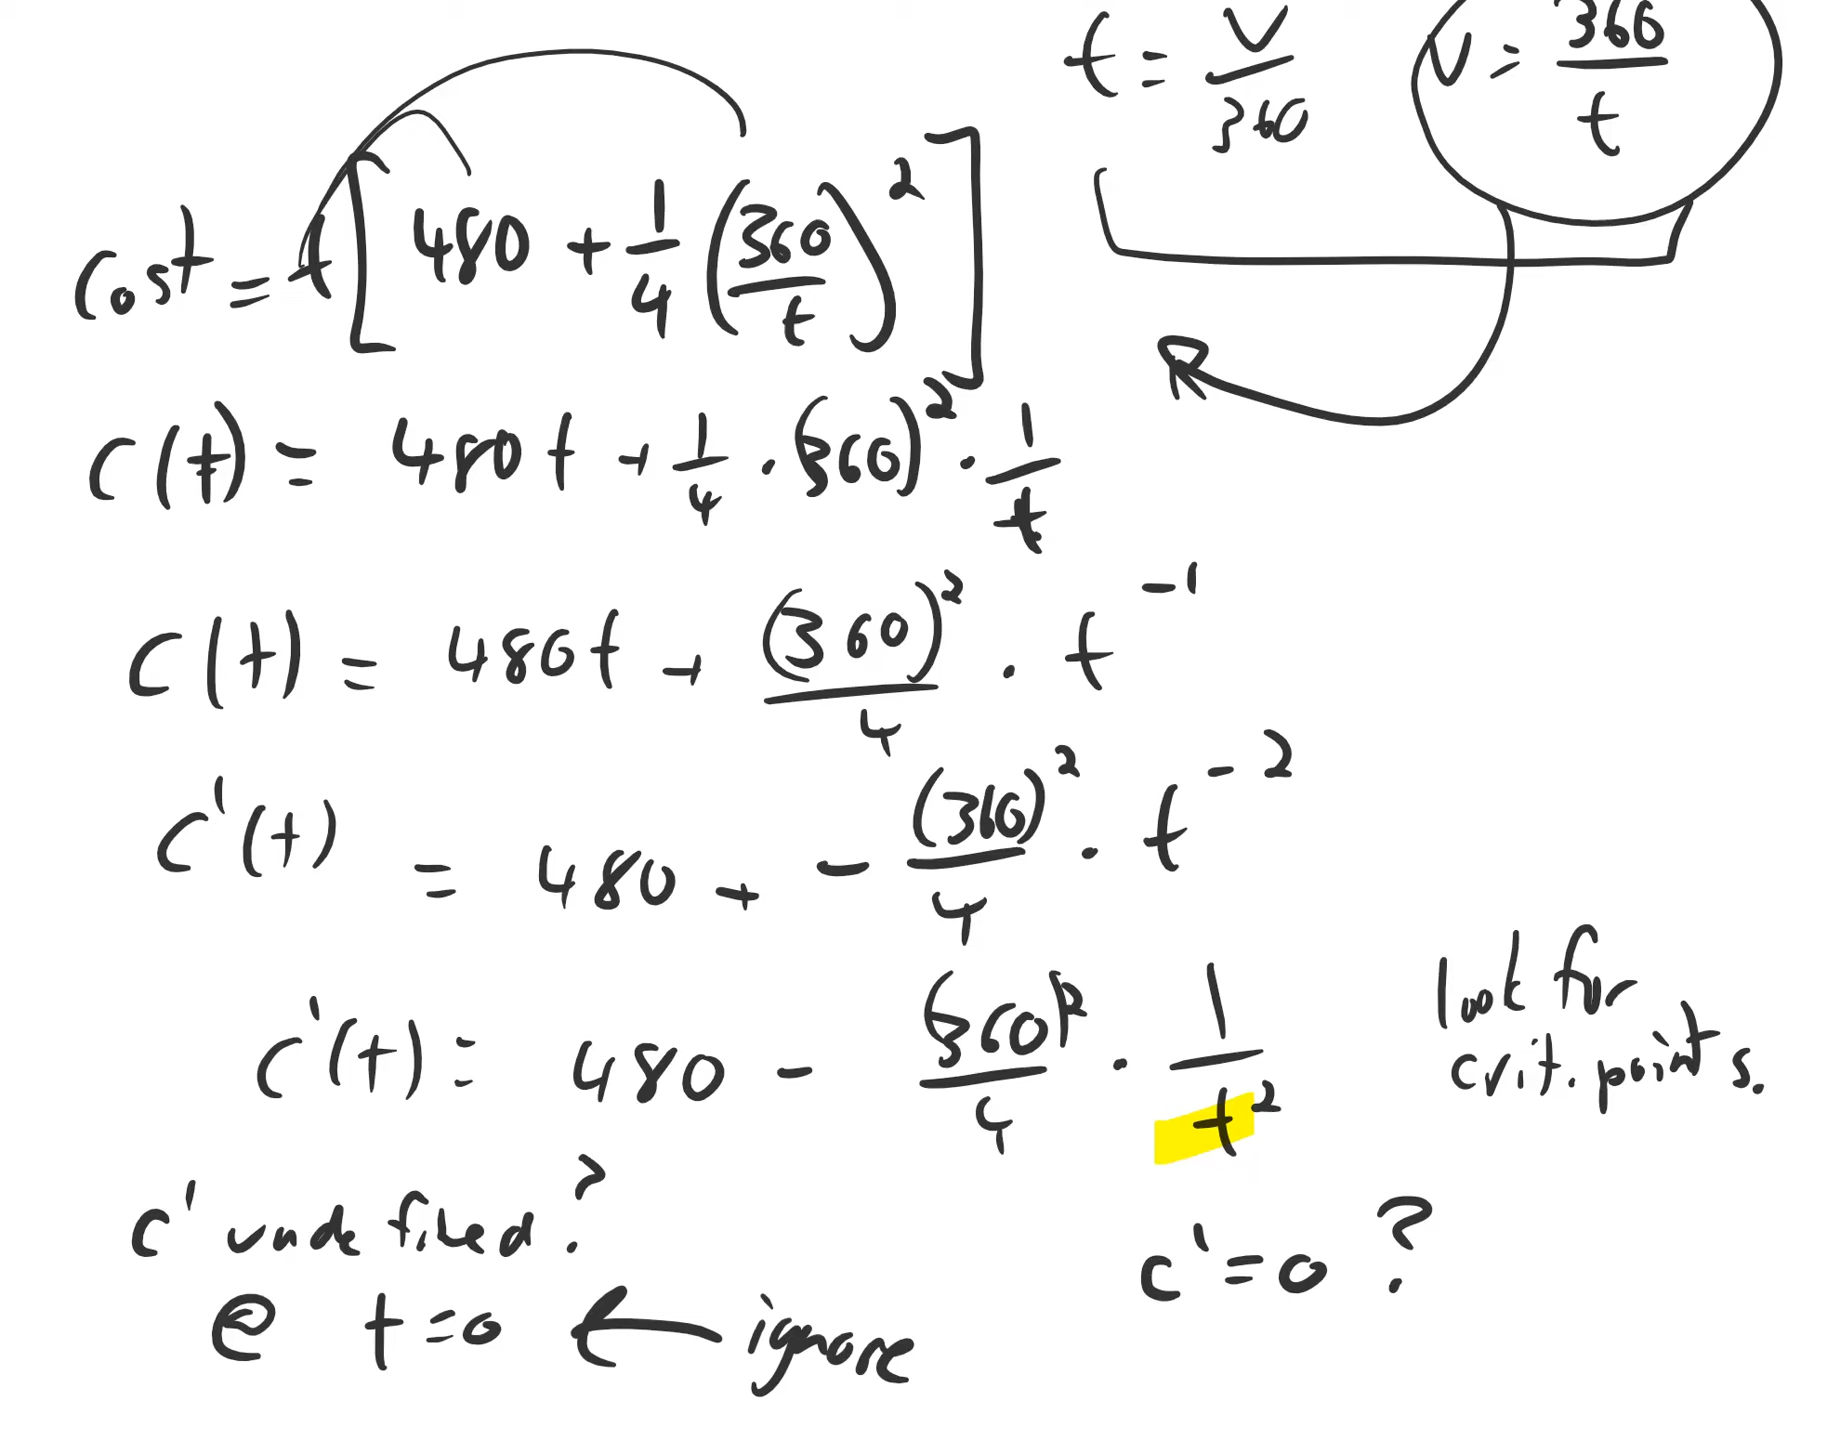 t = V/360   V = 360/t
Cost = t[480 + 1/4 (360/t)^2]
C(t) = 480t + 1/4 · (360)^2 · 1/t
C(t) = 480t + (360)^2/4 · t^-1
C'(t) = 480 + - (360)^2/4 · t^-2
C'(t) = 480 - (360)^2/4 · 1/t^2
look for
crit. points.
C' undefined?
@ t=0 ← ignore
C'=0 ?